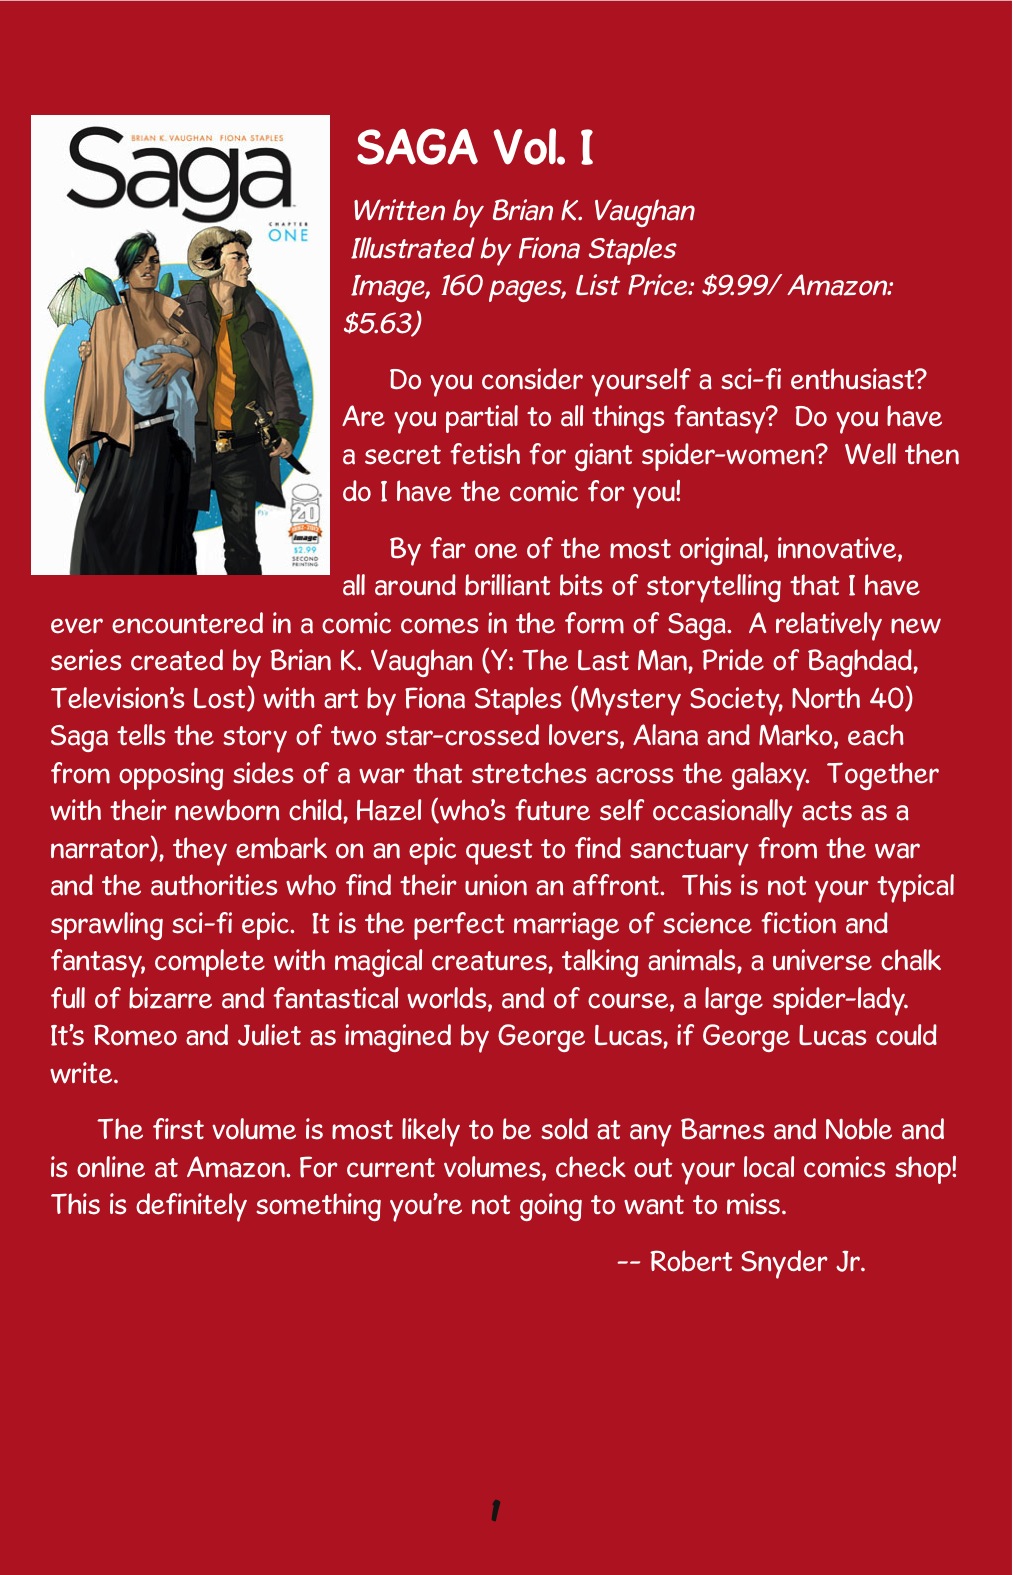 BRIAN K. VAUGHAN FIONA STAPLES
Saga
CHAPTER
ONE
20
image
$2.99
SECOND
PRINTING
SAGA Vol. I
Written by Brian K. Vaughan
Illustrated by Fiona Staples
Image, 160 pages, List Price: $9.99/ Amazon:
$5.63)
Do you consider yourself a sci-fi enthusiast?
Are you partial to all things fantasy?  Do you have
a secret fetish for giant spider-women?  Well then
do I have the comic for you!
By far one of the most original, innovative,
all around brilliant bits of storytelling that I have
ever encountered in a comic comes in the form of Saga.  A relatively new
series created by Brian K. Vaughan (Y: The Last Man, Pride of Baghdad,
Television's Lost) with art by Fiona Staples (Mystery Society, North 40)
Saga tells the story of two star-crossed lovers, Alana and Marko, each
from opposing sides of a war that stretches across the galaxy.  Together
with their newborn child, Hazel (who's future self occasionally acts as a
narrator), they embark on an epic quest to find sanctuary from the war
and the authorities who find their union an affront.  This is not your typical
sprawling sci-fi epic.  It is the perfect marriage of science fiction and
fantasy, complete with magical creatures, talking animals, a universe chalk
full of bizarre and fantastical worlds, and of course, a large spider-lady.
It's Romeo and Juliet as imagined by George Lucas, if George Lucas could
write.
The first volume is most likely to be sold at any Barnes and Noble and
is online at Amazon. For current volumes, check out your local comics shop!
This is definitely something you're not going to want to miss.
-- Robert Snyder Jr.
1